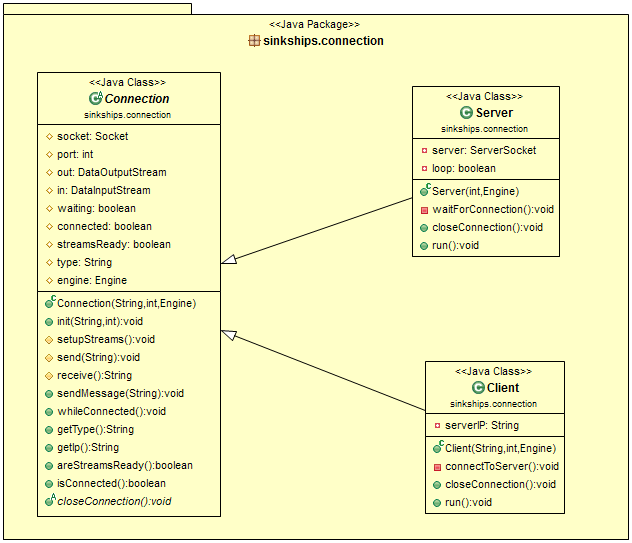 <<Java Package>>
sinkships.connection
<<Java Class>>
Connection
sinkships.connection
socket: Socket
port: int
out: DataOutputStream
in: DataInputStream
waiting: boolean
connected: boolean
streamsReady: boolean
type: String
engine: Engine
Connection(String,int,Engine)
init(String,int):void
setupStreams():void
send(String):void
receive():String
sendMessage(String):void
whileConnected():void
getType():String
getIp():String
areStreamsReady():boolean
isConnected():boolean
closeConnection():void
<<Java Class>>
Server
sinkships.connection
server: ServerSocket
loop: boolean
Server(int,Engine)
waitForConnection():void
closeConnection():void
run():void
<<Java Class>>
Client
sinkships.connection
serverIP: String
Client(String,int,Engine)
connectToServer():void
closeConnection():void
run():void